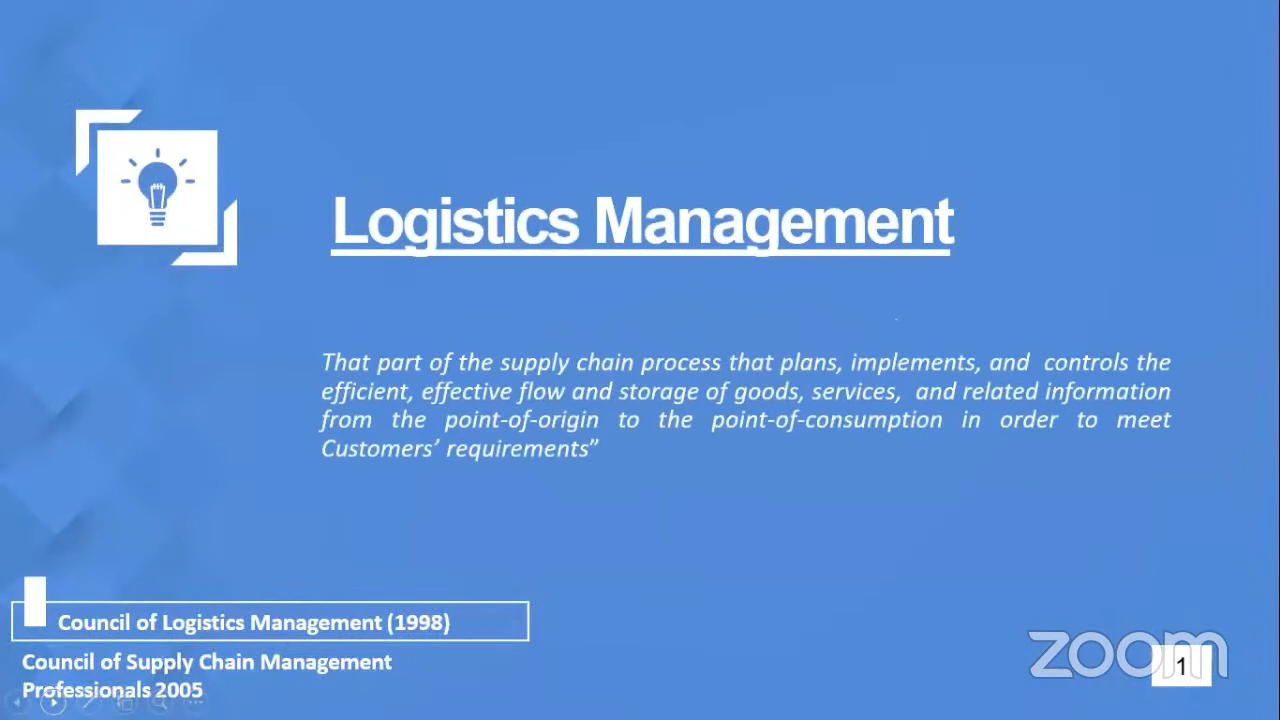 Logistics Management
That part of the supply chain process that plans, implements, and controls the
efficient, effective flow and storage of goods, services, and related information
from the point-of-origin to the point-of-consumption in order to meet
Customers’ requirements”
Council of Logistics Management (1998)
Council of Supply Chain Management
Professionals 2005
zoom
1